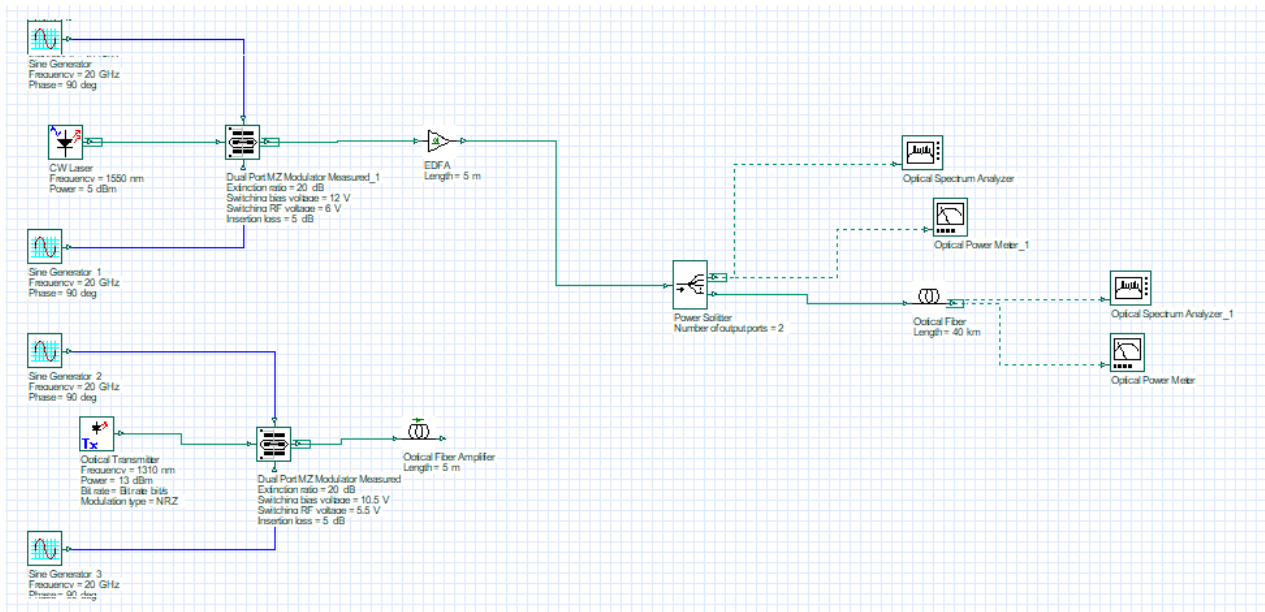 Sine Generator
Frequency = 20 GHz
Phase = 90 deg
CW Laser
Frequency = 1550 nm
Power = 5 dBm
Dual Port MZ Modulator Measured_1
Extinction ratio = 20 dB
Switching bias voltage = 12 V
Switching RF voltage = 6 V
Insertion loss = 5 dB
EDFA
Length = 5 m
Optical Spectrum Analyzer
Optical Power Meter_1
Sine Generator_1
Frequency = 20 GHz
Phase = 90 deg
Power Splitter
Number of output ports = 2
Optical Fiber
Length = 40 km
Optical Spectrum Analyzer_1
Optical Power Meter
Sine Generator_2
Frequency = 20 GHz
Phase = 90 deg
Tx
Optical Transmitter
Frequency = 1310 nm
Power = 13 dBm
Bit rate = Bit rate bit/s
Modulation type = NRZ
Dual Port MZ Modulator Measured
Extinction ratio = 20 dB
Switching bias voltage = 10.5 V
Switching RF voltage = 5.5 V
Insertion loss = 5 dB
Optical Fiber Amplifier
Length = 5 m
Sine Generator_3
Frequency = 20 GHz
Phase = 90 deg